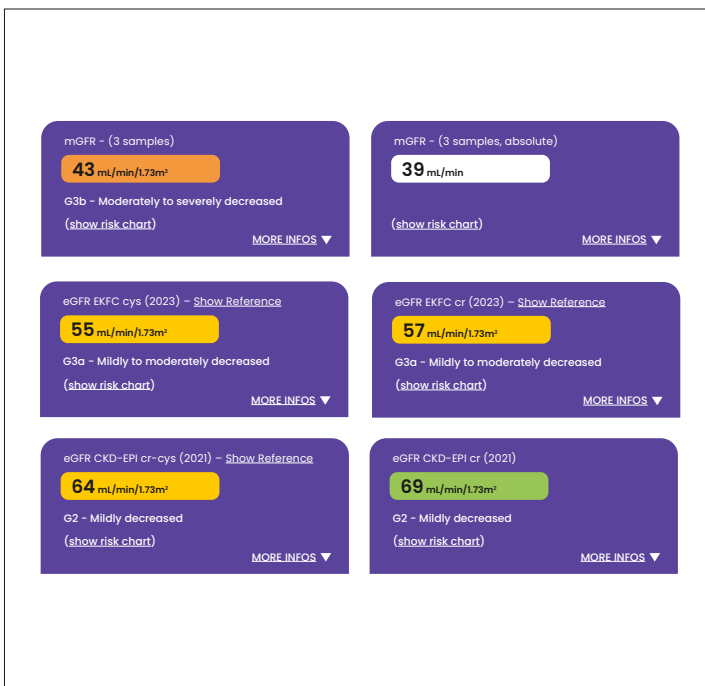 mGFR - (3 samples)
43 mL/min/1.73m²
G3b - Moderately to severely decreased
(show risk chart)
MORE INFOS ▼
mGFR - (3 samples, absolute)
39 mL/min
(show risk chart)
MORE INFOS ▼
eGFR EKFC cys (2023) – Show Reference
55 mL/min/1.73m²
G3a - Mildly to moderately decreased
(show risk chart)
MORE INFOS ▼
eGFR EKFC cr (2023) – Show Reference
57 mL/min/1.73m²
G3a - Mildly to moderately decreased
(show risk chart)
MORE INFOS ▼
eGFR CKD-EPI cr-cys (2021) – Show Reference
64 mL/min/1.73m²
G2 - Mildly decreased
(show risk chart)
MORE INFOS ▼
eGFR CKD-EPI cr (2021)
69 mL/min/1.73m²
G2 - Mildly decreased
(show risk chart)
MORE INFOS ▼